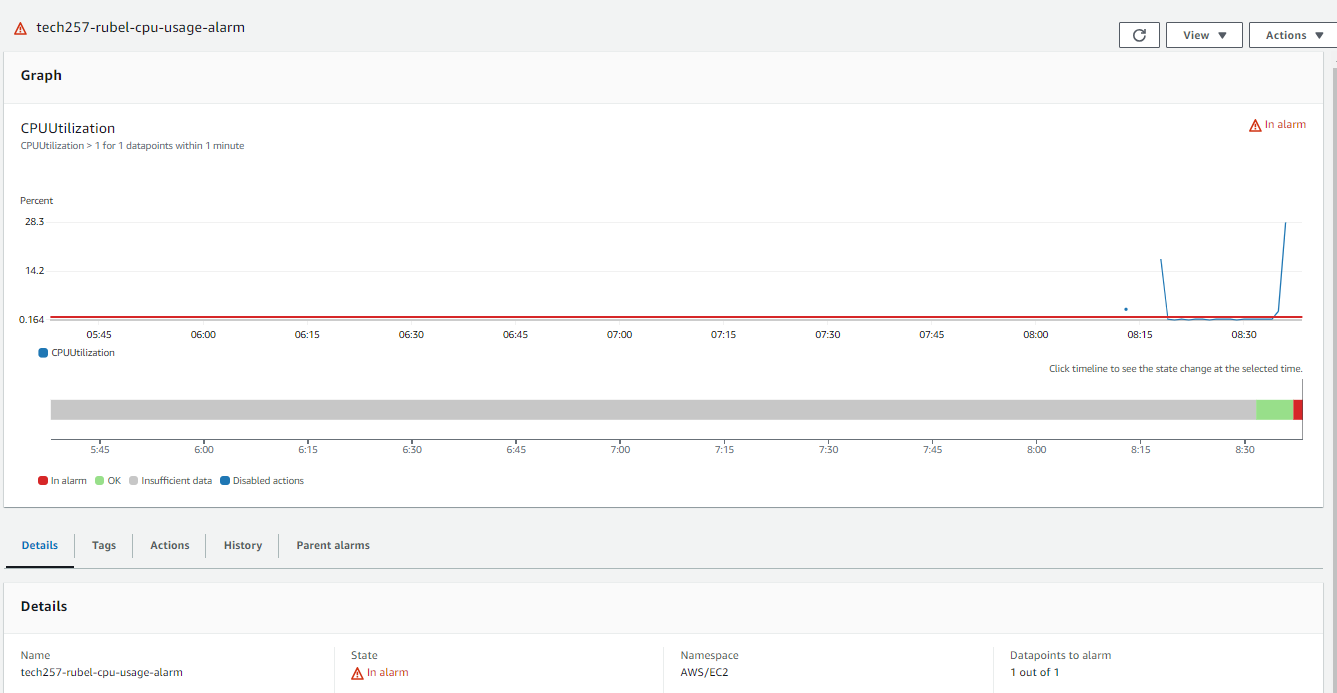 tech257-rubel-cpu-usage-alarm
View
Actions
Graph
CPUUtilization
In alarm
CPUUtilization > 1 for 1 datapoints within 1 minute
Percent
28.3
14.2
0.164
05:45 06:00 06:15 06:30 06:45 07:00 07:15 07:30 07:45 08:00 08:15 08:30
CPUUtilization
Click timeline to see the state change at the selected time.
5:45 6:00 6:15 6:30 6:45 7:00 7:15 7:30 7:45 8:00 8:15 8:30
In alarm OK Insufficient data Disabled actions
Details Tags Actions History Parent alarms
Details
Name State Namespace Datapoints to alarm
tech257-rubel-cpu-usage-alarm In alarm AWS/EC2 1 out of 1